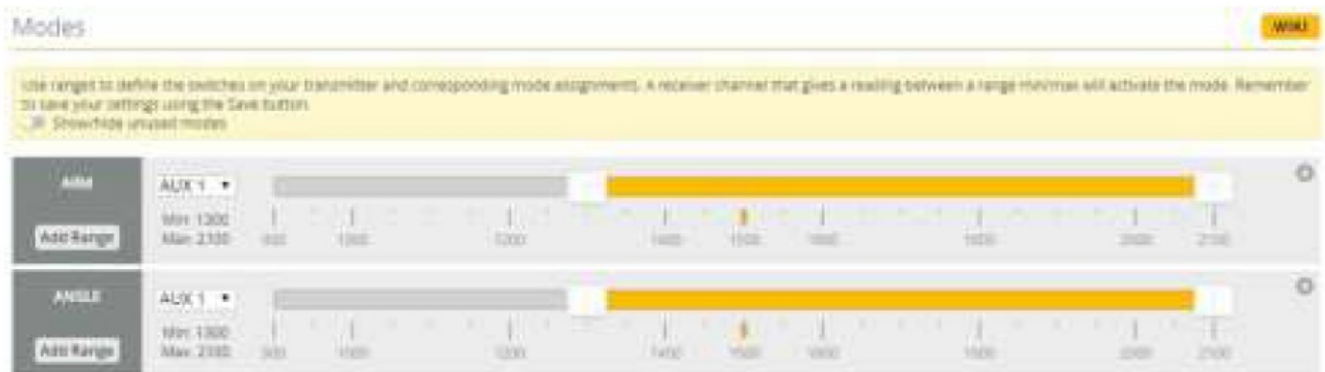 Modes
WIKI
Use ranges to define the switches on your transmitter and corresponding mode assignments. A receiver channel that gives a reading between a range min/max will activate the mode. Remember
to save your settings using the Save button.
Show/hide unused modes
ARM
AUX 1
Min: 1300
Max: 2100
Add Range
900 1000 1200 1400 1500 1600 1800 2000 2100
ANGLE
AUX 1
Min: 1300
Max: 2100
Add Range
900 1000 1200 1400 1500 1600 1800 2000 2100